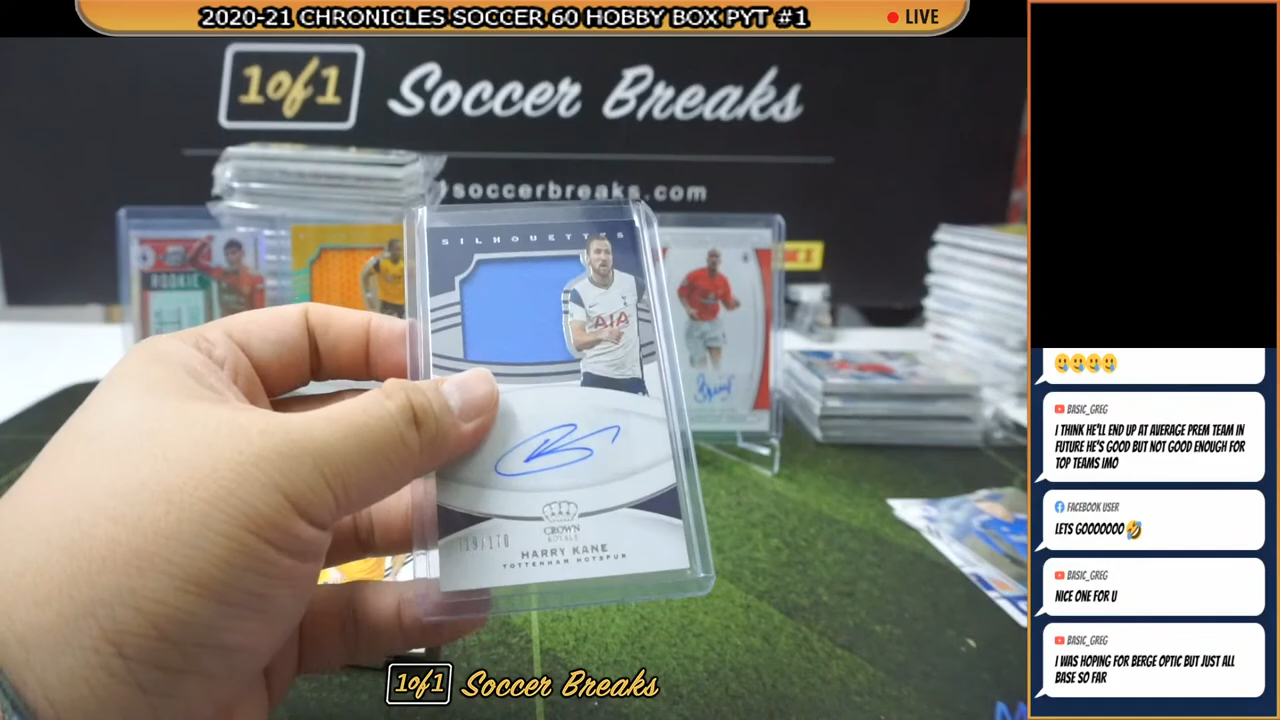 2020-21 CHRONICLES SOCCER 60 HOBBY BOX PYT #1
LIVE
1of1 Soccer Breaks
soccerbreaks.com
ROOKIE
SILHOUETTES
AIA
CROWN
ROYALE
119/170
HARRY KANE
TOTTENHAM HOTSPUR
1of1 Soccer Breaks
BASIC_GREG
I THINK HE'LL END UP AT AVERAGE PREM TEAM IN
FUTURE HE'S GOOD BUT NOT GOOD ENOUGH FOR
TOP TEAMS IMO
FACEBOOK USER
LETS GOOOOOOO 🤣
BASIC_GREG
NICE ONE FOR U
BASIC_GREG
I WAS HOPING FOR BERGE OPTIC BUT JUST ALL
BASE SO FAR